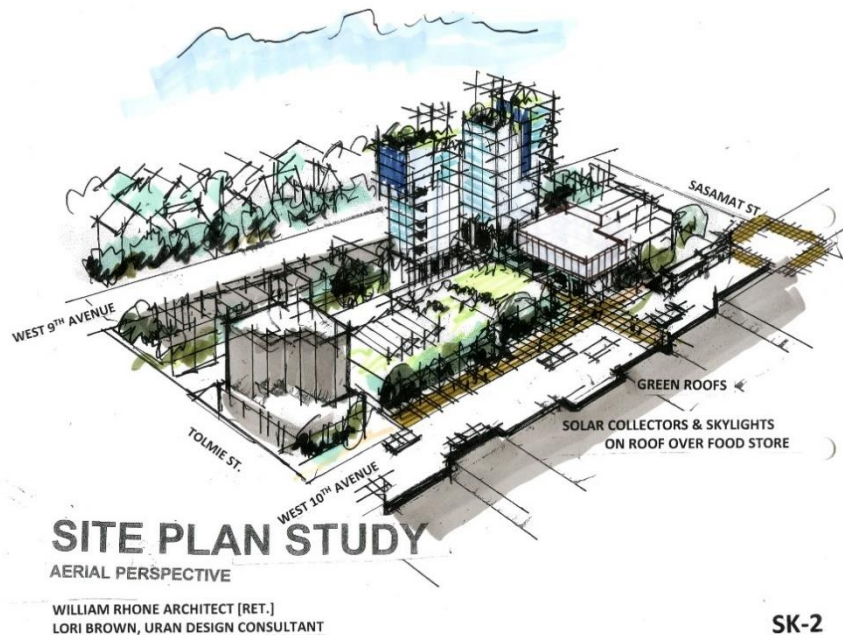 SASAMAT ST.
WEST 9TH AVENUE
GREEN ROOFS
SOLAR COLLECTORS & SKYLIGHTS
ON ROOF OVER FOOD STORE
TOLMIE ST.
WEST 10TH AVENUE
SITE PLAN STUDY
AERIAL PERSPECTIVE
WILLIAM RHONE ARCHITECT [RET.]
LORI BROWN, URAN DESIGN CONSULTANT
SK-2